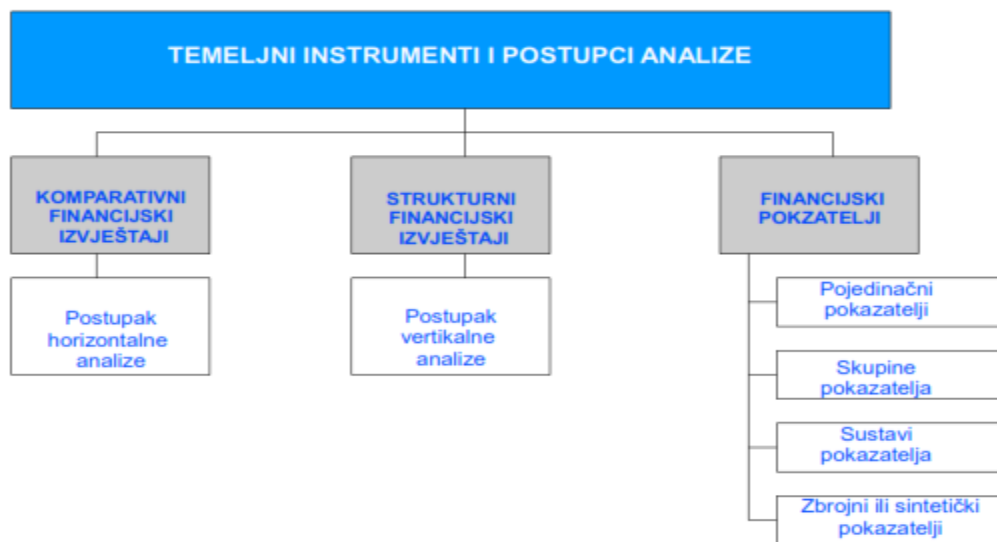 TEMELJNI INSTRUMENTI I POSTUPCI ANALIZE
KOMPARATIVNI
FINANCIJSKI
IZVJEŠTAJI
Postupak
horizontalne
analize
STRUKTURNI
FINANCIJSKI
IZVJEŠTAJI
Postupak
vertikalne
analize
FINANCIJSKI
POKZATELJI
Pojedinačni
pokazatelji
Skupine
pokazatelja
Sustavi
pokazatelja
Zbrojni ili sintetički
pokazatelji